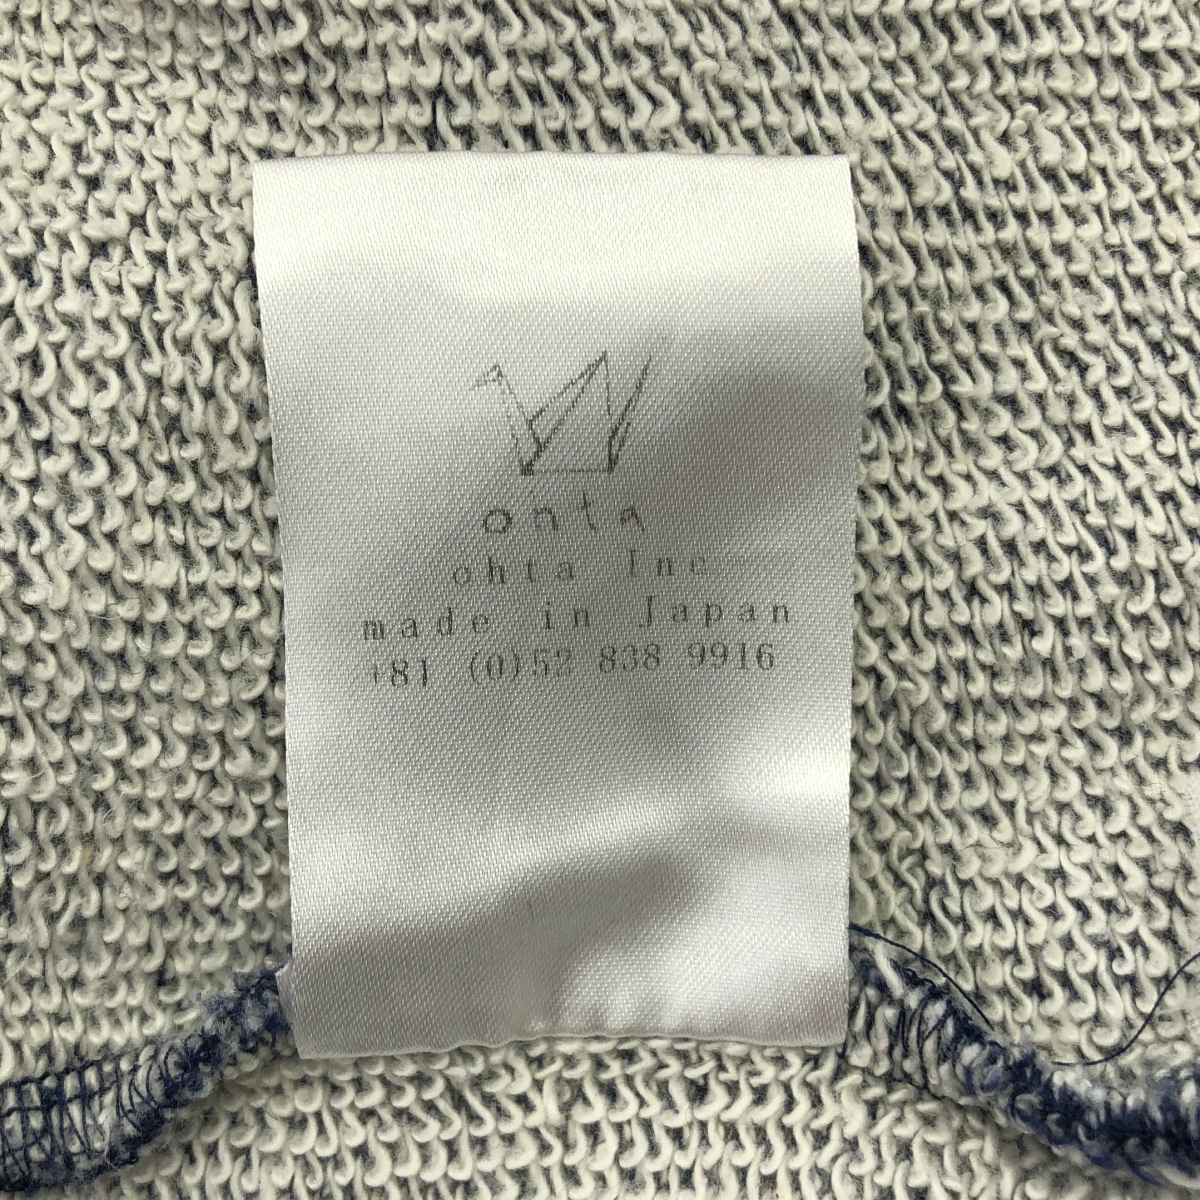 ohta
ohta Inc
made in Japan
+81 (0)52 838 9916